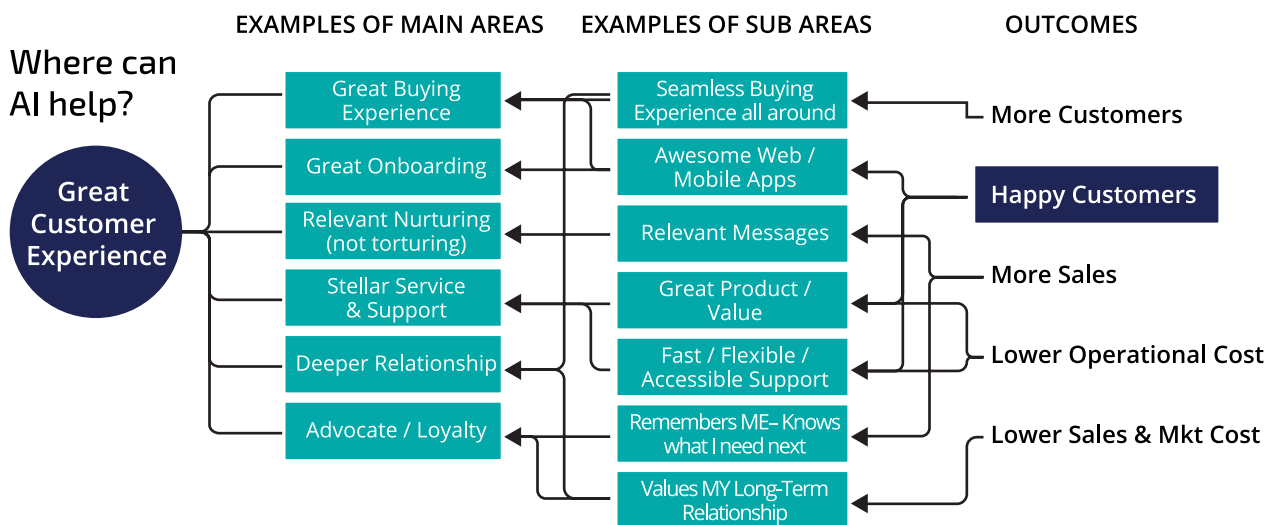 EXAMPLES OF MAIN AREAS
EXAMPLES OF SUB AREAS
OUTCOMES
Where can
AI help?
Great
Customer
Experience
Great Buying
Experience
Great Onboarding
Relevant Nurturing
(not torturing)
Stellar Service
& Support
Deeper Relationship
Advocate / Loyalty
Seamless Buying
Experience all around
Awesome Web /
Mobile Apps
Relevant Messages
Great Product /
Value
Fast / Flexible /
Accessible Support
Remembers ME– Knows
what I need next
Values MY Long-Term
Relationship
More Customers
Happy Customers
More Sales
Lower Operational Cost
Lower Sales & Mkt Cost